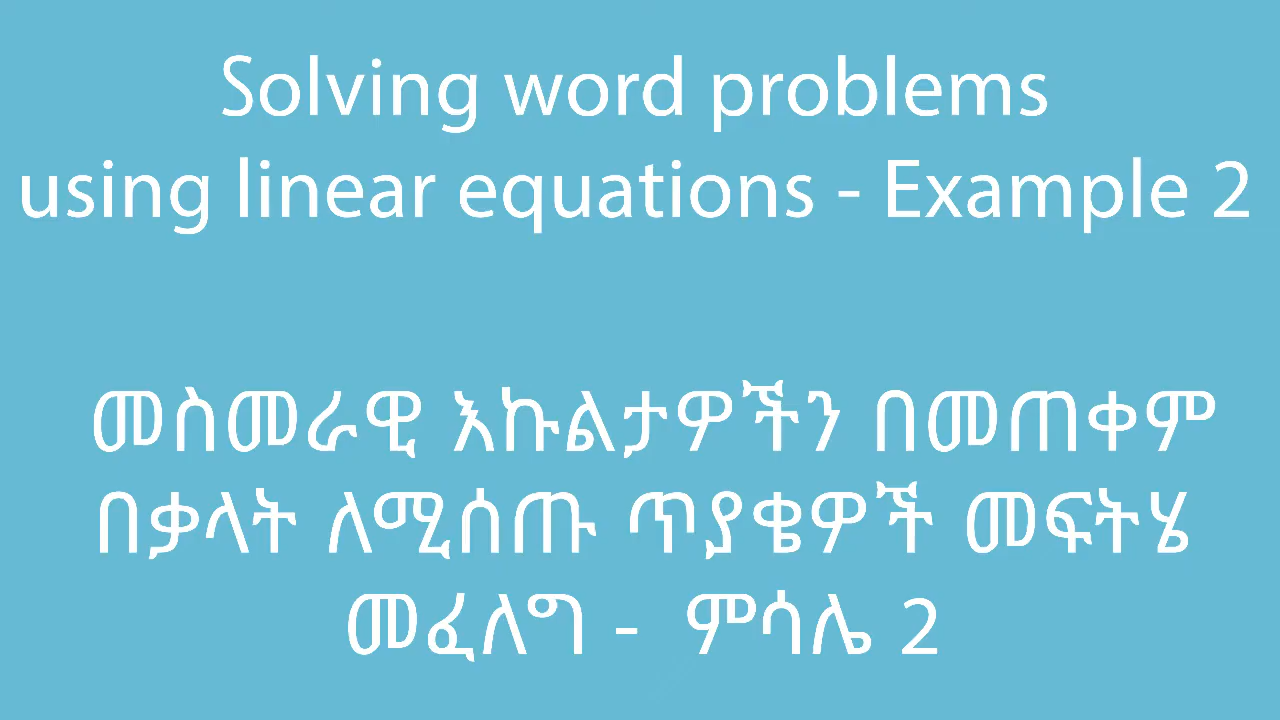 Solving word problems
using linear equations - Example 2
መስመራዊ እኩልታዎችን በመጠቀም
በቃላት ለሚሰጡ ጥያቄዎች መፍትሄ
መፈለግ - ምሳሌ 2